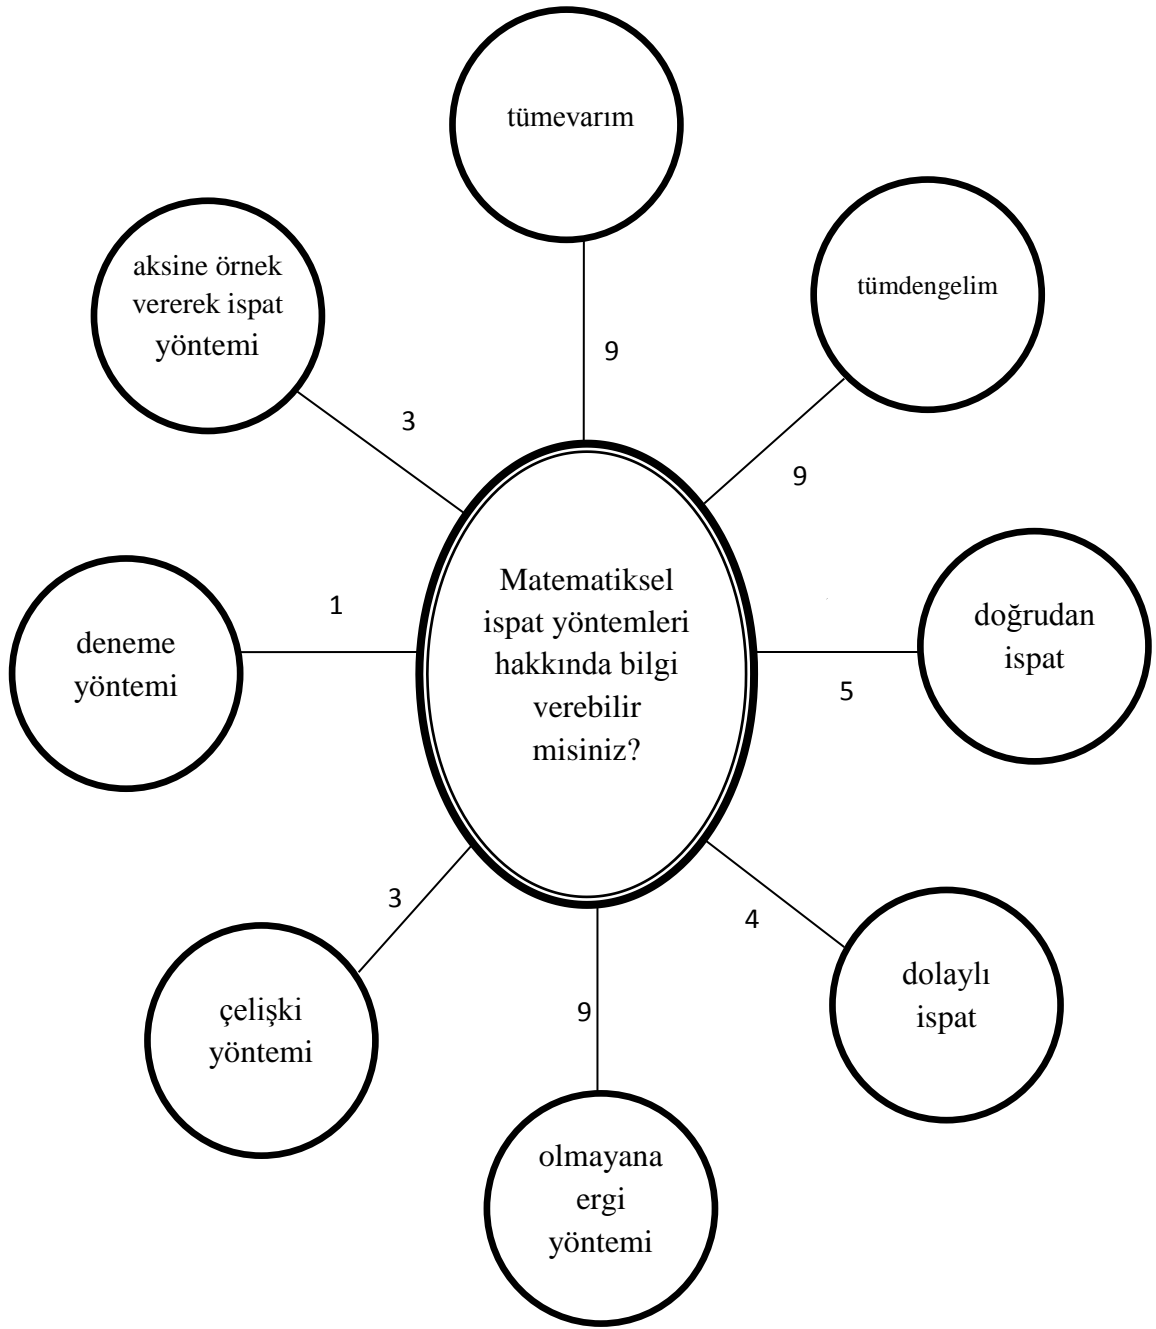 tümevarım
tümdengelim
aksine örnek
vererek ispat
yöntemi
9
3
9
Matematiksel
ispat yöntemleri
hakkında bilgi
verebilir
misiniz?
1
deneme
yöntemi
doğrudan
ispat
5
3
4
çelişki
yöntemi
dolaylı
ispat
9
olmayana
ergi
yöntemi